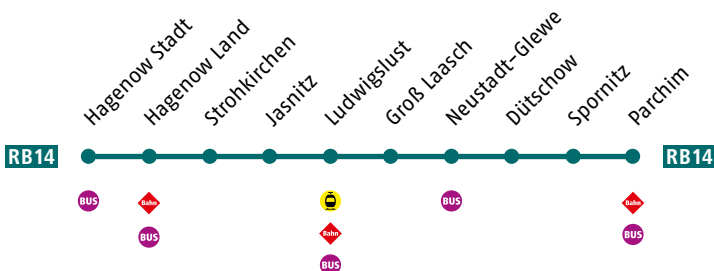 Hagenow Stadt
Hagenow Land
Strohkirchen
Jasnitz
Ludwigslust
Groß Laasch
Neustadt-Glewe
Dütschow
Spornitz
Parchim
RB14
RB14
BUS
Bahn
BUS
Bahn
BUS
BUS
Bahn
BUS